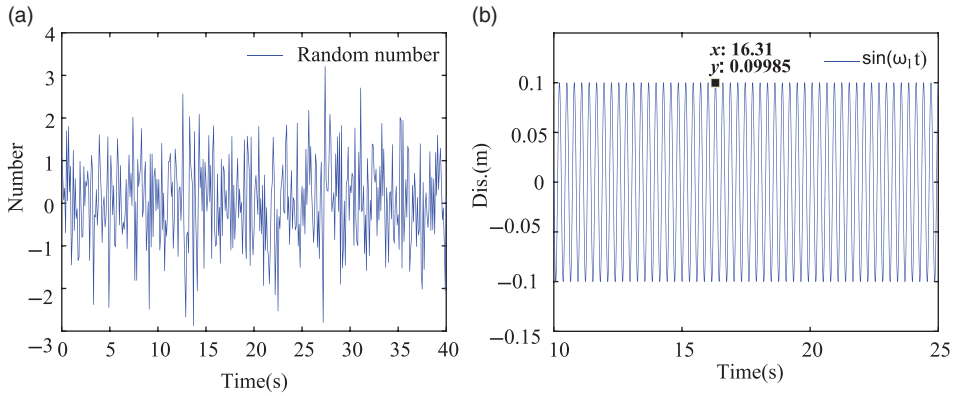 (a)
4
3
2
1
0
−1
−2
−3
0
5
10
15
20
25
30
35
40
Number
Time(s)
Random number
(b)
x: 16.31
y: 0.09985
sin(ω₁t)
0.1
0.05
0
−0.05
−0.1
−0.15
10
15
20
25
Dis.(m)
Time(s)